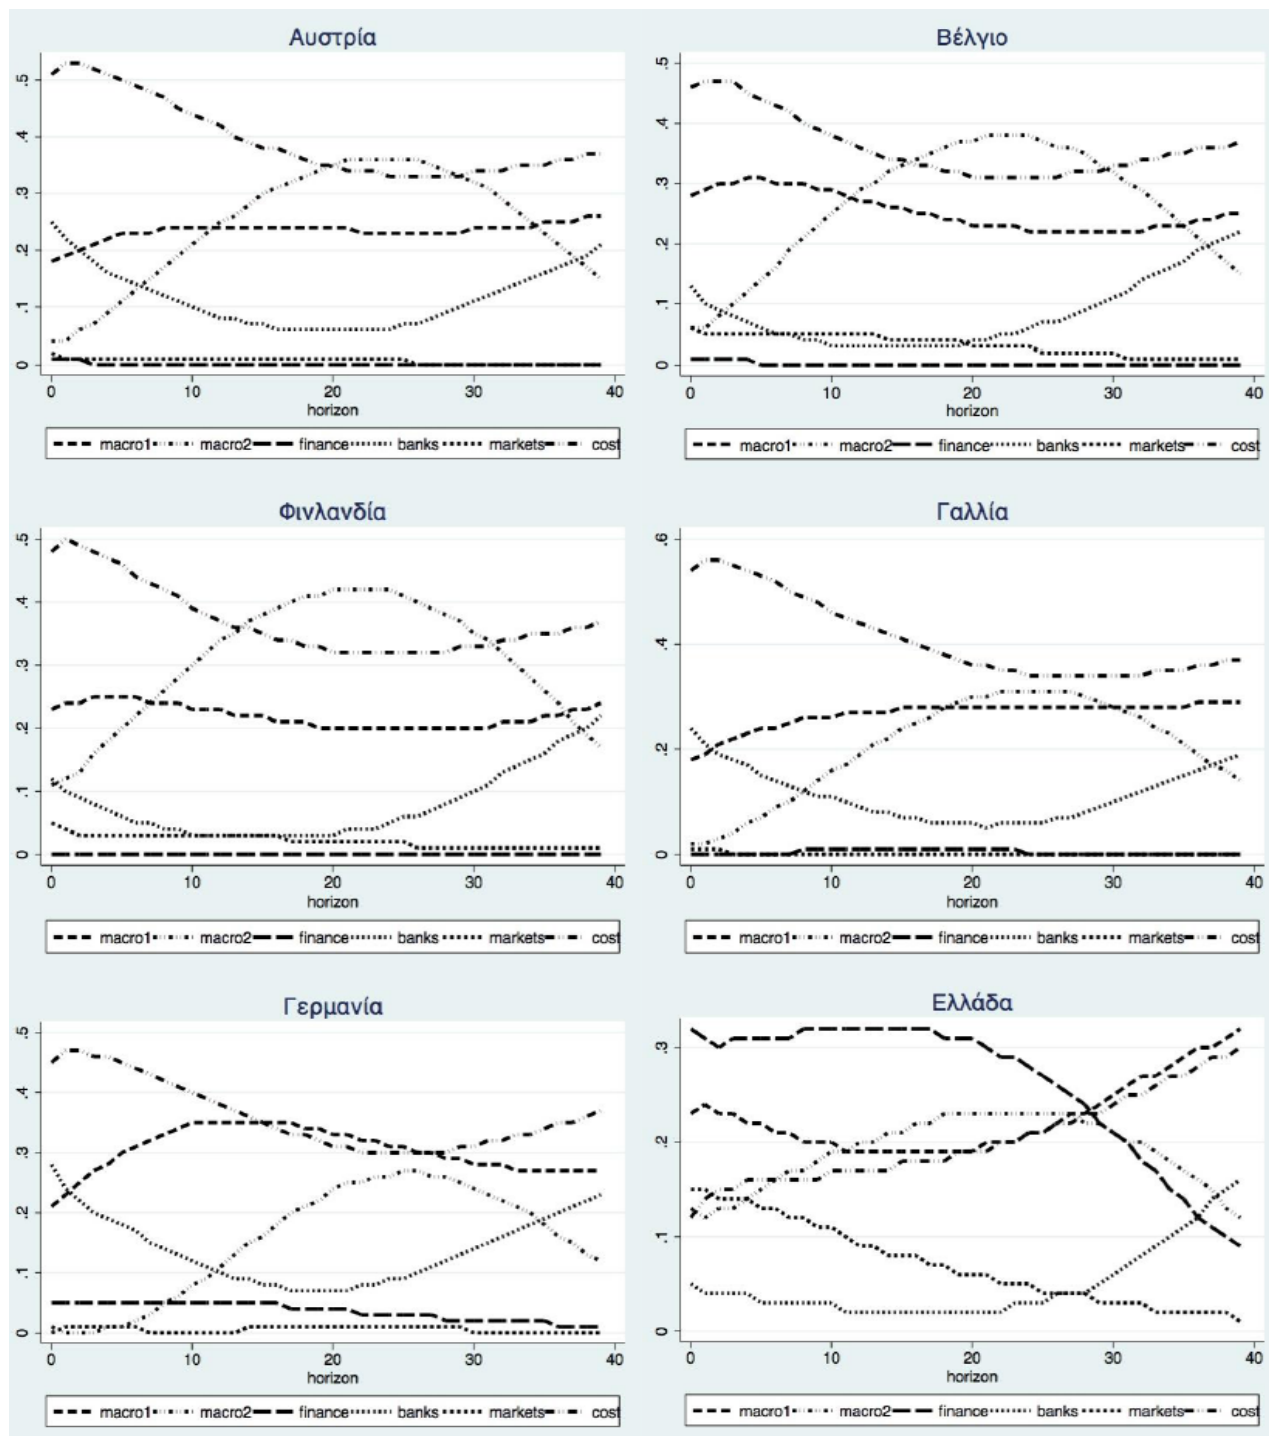 Αυστρία
.5
.4
.3
.2
.1
0
0 10 20 30 40
horizon
macro1 macro2 finance banks markets cost
Βέλγιο
.5
.4
.3
.2
.1
0
0 10 20 30 40
horizon
macro1 macro2 finance banks markets cost
Φινλανδία
.5
.4
.3
.2
.1
0
0 10 20 30 40
horizon
macro1 macro2 finance banks markets cost
Γαλλία
.6
.4
.2
0
0 10 20 30 40
horizon
macro1 macro2 finance banks markets cost
Γερμανία
.5
.4
.3
.2
.1
0
0 10 20 30 40
horizon
macro1 macro2 finance banks markets cost
Ελλάδα
.3
.2
.1
0
0 10 20 30 40
horizon
macro1 macro2 finance banks markets cost